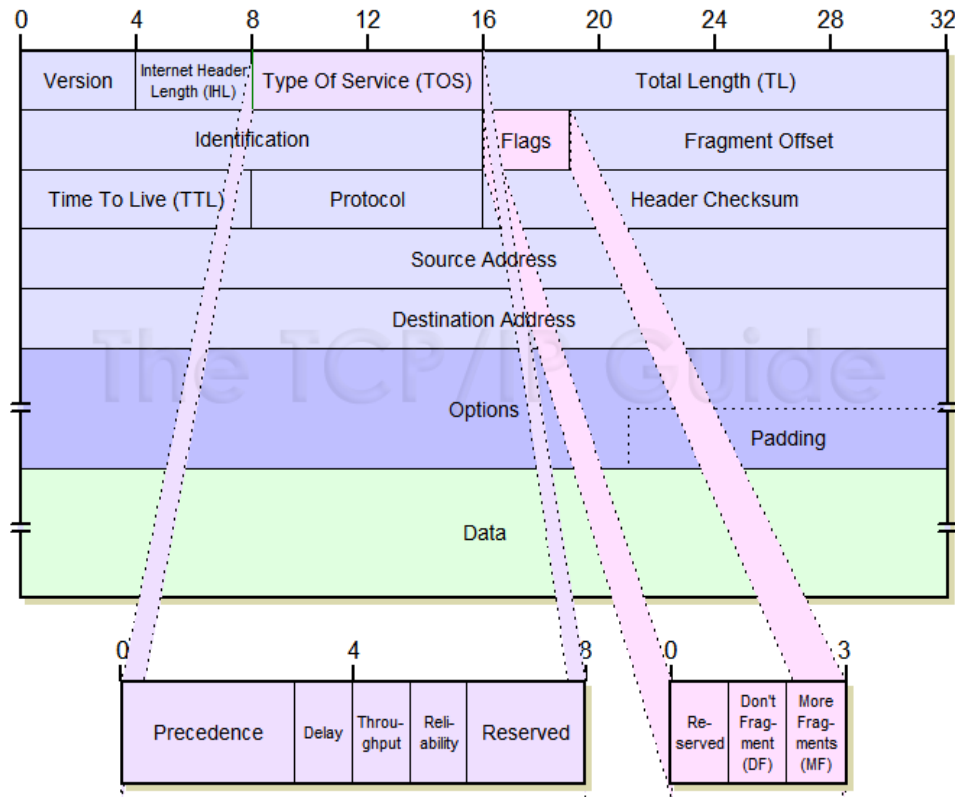 0 4 8 12 16 20 24 28 32
Version
Internet Header
Length (IHL)
Type Of Service (TOS)
Total Length (TL)
Identification
Flags
Fragment Offset
Time To Live (TTL)
Protocol
Header Checksum
Source Address
Destination Address
The TCP/IP Guide
Options
Padding
Data
0 4 8
Precedence
Delay
Throu-
ghput
Reli-
ability
Reserved
0 3
Re-
served
Don't
Frag-
ment
(DF)
More
Frag-
ments
(MF)